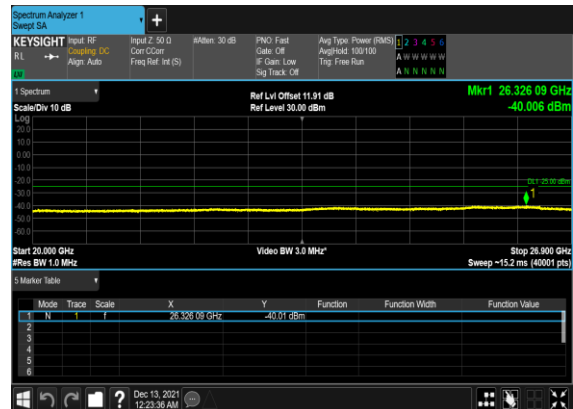 Spectrum Analyzer 1
Swept SA
+
KEYSIGHT Input: RF Input Z: 50 Ω #Atten: 30 dB PNO: Fast Avg Type: Power (RMS) 1 2 3 4 5 6
RL Coupling: DC Corr CCorr Gate: Off Avg|Hold: 100/100 A W W W W W
Align: Auto Freq Ref: Int (S) IF Gain: Low Trig: Free Run
LXI Sig Track: Off A N N N N N
1 Spectrum Ref Lvl Offset 11.91 dB Mkr1 26.326 09 GHz
Scale/Div 10 dB Ref Level 30.00 dBm -40.006 dBm
Log
20.0
10.0
0.00
-10.0
-20.0
DL1 -25.00 dBm
-30.0
1
-40.0
-50.0
-60.0
Start 20.000 GHz Video BW 3.0 MHz* Stop 26.900 GHz
#Res BW 1.0 MHz Sweep ~15.2 ms (40001 pts)
5 Marker Table
Mode Trace Scale X Y Function Function Width Function Value
1 N 1 f 26.326 09 GHz -40.01 dBm
2
3
4
5
6
? Dec 13, 2021
12:23:36 AM